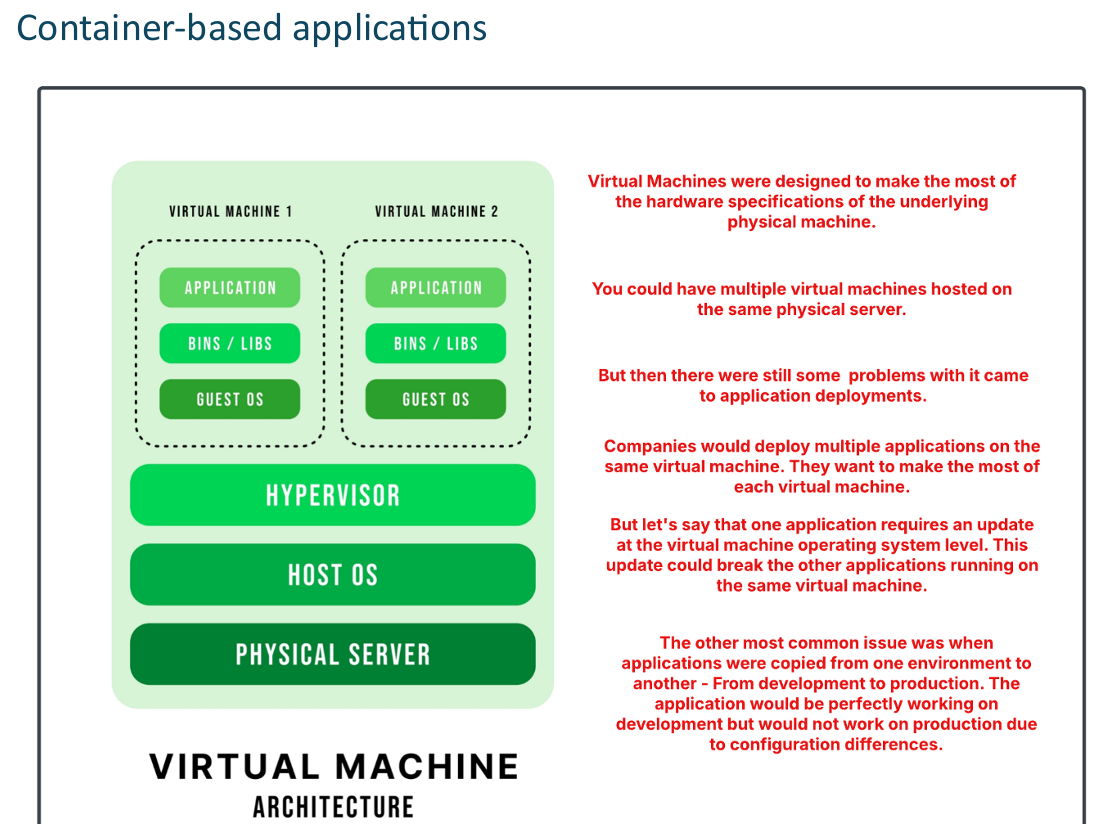 Container-based applications
VIRTUAL MACHINE 1
VIRTUAL MACHINE 2
APPLICATION
APPLICATION
BINS / LIBS
BINS / LIBS
GUEST OS
GUEST OS
HYPERVISOR
HOST OS
PHYSICAL SERVER
VIRTUAL MACHINE
ARCHITECTURE
Virtual Machines were designed to make the most of
the hardware specifications of the underlying
physical machine.
You could have multiple virtual machines hosted on
the same physical server.
But then there were still some  problems with it came
to application deployments.
Companies would deploy multiple applications on the
same virtual machine. They want to make the most of
each virtual machine.
But let's say that one application requires an update
at the virtual machine operating system level. This
update could break the other applications running on
the same virtual machine.
The other most common issue was when
applications were copied from one environment to
another - From development to production. The
application would be perfectly working on
development but would not work on production due
to configuration differences.